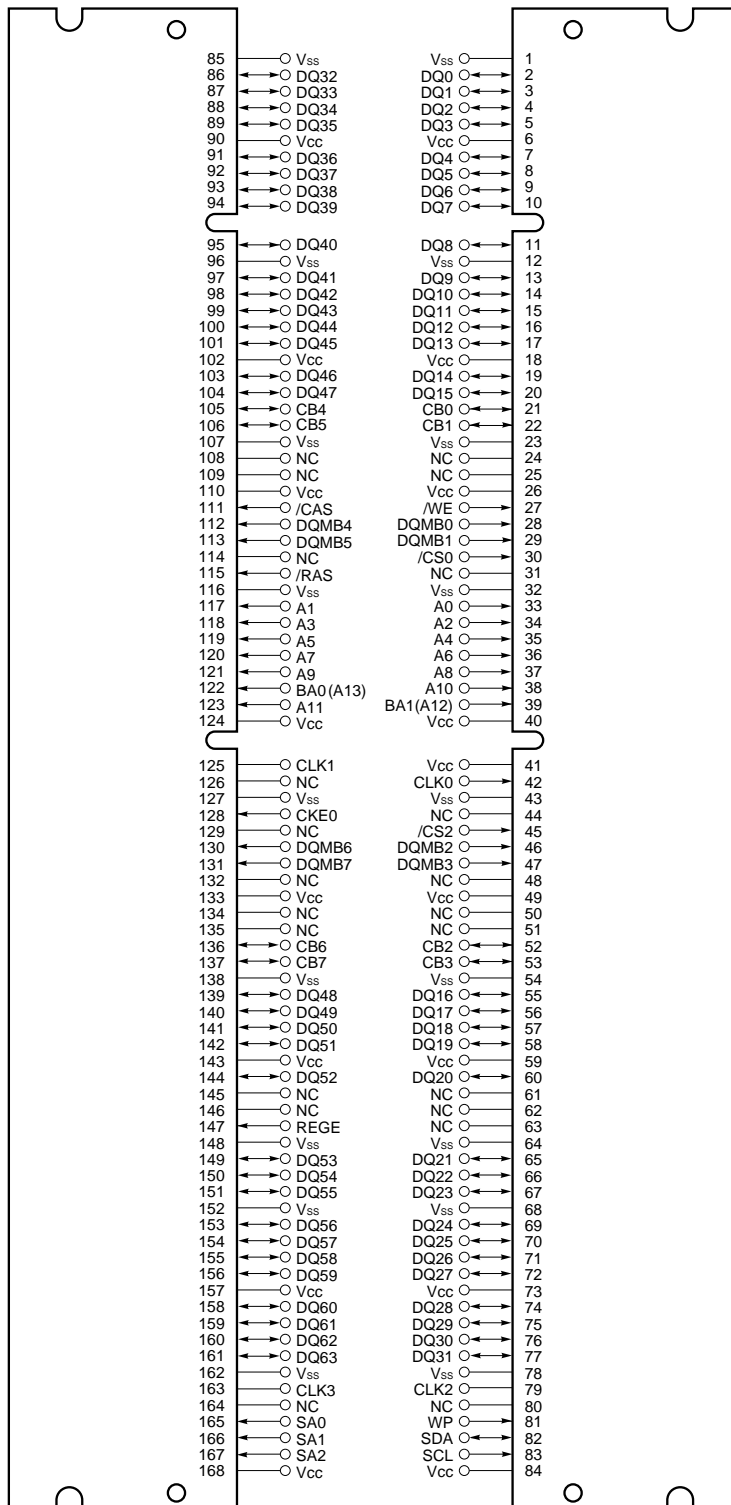 85 Vss Vss 1
86 DQ32 DQ0 2
87 DQ33 DQ1 3
88 DQ34 DQ2 4
89 DQ35 DQ3 5
90 Vcc Vcc 6
91 DQ36 DQ4 7
92 DQ37 DQ5 8
93 DQ38 DQ6 9
94 DQ39 DQ7 10
95 DQ40 DQ8 11
96 Vss Vss 12
97 DQ41 DQ9 13
98 DQ42 DQ10 14
99 DQ43 DQ11 15
100 DQ44 DQ12 16
101 DQ45 DQ13 17
102 Vcc Vcc 18
103 DQ46 DQ14 19
104 DQ47 DQ15 20
105 CB4 CB0 21
106 CB5 CB1 22
107 Vss Vss 23
108 NC NC 24
109 NC NC 25
110 Vcc Vcc 26
111 /CAS /WE 27
112 DQMB4 DQMB0 28
113 DQMB5 DQMB1 29
114 NC /CS0 30
115 /RAS NC 31
116 Vss Vss 32
117 A1 A0 33
118 A3 A2 34
119 A5 A4 35
120 A7 A6 36
121 A9 A8 37
122 BA0 (A13) A10 38
123 A11 BA1(A12) 39
124 Vcc Vcc 40
125 CLK1 Vcc 41
126 NC CLK0 42
127 Vss Vss 43
128 CKE0 NC 44
129 NC /CS2 45
130 DQMB6 DQMB2 46
131 DQMB7 DQMB3 47
132 NC NC 48
133 Vcc Vcc 49
134 NC NC 50
135 NC NC 51
136 CB6 CB2 52
137 CB7 CB3 53
138 Vss Vss 54
139 DQ48 DQ16 55
140 DQ49 DQ17 56
141 DQ50 DQ18 57
142 DQ51 DQ19 58
143 Vcc Vcc 59
144 DQ52 DQ20 60
145 NC NC 61
146 NC NC 62
147 REGE NC 63
148 Vss Vss 64
149 DQ53 DQ21 65
150 DQ54 DQ22 66
151 DQ55 DQ23 67
152 Vss Vss 68
153 DQ56 DQ24 69
154 DQ57 DQ25 70
155 DQ58 DQ26 71
156 DQ59 DQ27 72
157 Vcc Vcc 73
158 DQ60 DQ28 74
159 DQ61 DQ29 75
160 DQ62 DQ30 76
161 DQ63 DQ31 77
162 Vss Vss 78
163 CLK3 CLK2 79
164 NC NC 80
165 SA0 WP 81
166 SA1 SDA 82
167 SA2 SCL 83
168 Vcc Vcc 84